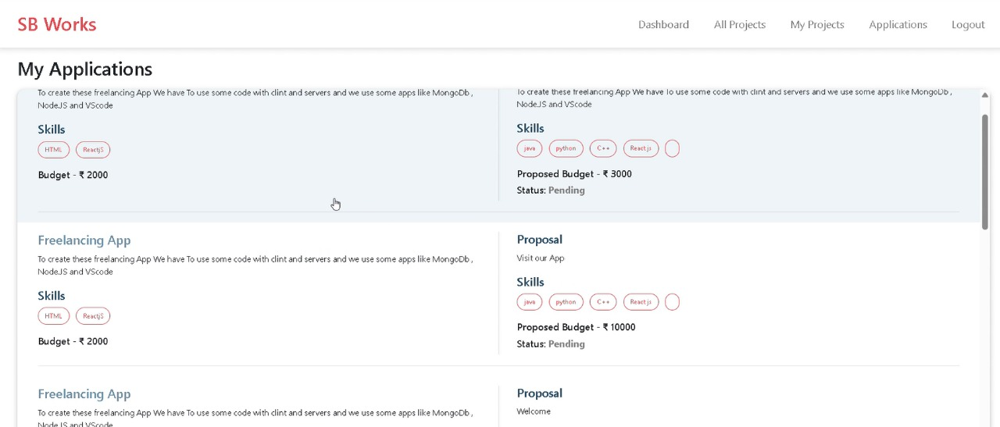 SB Works
Dashboard
All Projects
My Projects
Applications
Logout
My Applications
To create these freelancing App We have To use some code with clint and servers and we use some apps like MongoDb ,
NodeJS and VScode
Skills
HTML
ReactjS
Budget - ₹ 2000
To create these freelancing App We have To use some code with clint and servers and we use some apps like MongoDb ,
NodeJS and VScode
Skills
java
python
C++
React js
Proposed Budget - ₹ 3000
Status: Pending
Freelancing App
To create these freelancing App We have To use some code with clint and servers and we use some apps like MongoDb ,
NodeJS and VScode
Skills
HTML
ReactjS
Budget - ₹ 2000
Proposal
Visit our App
Skills
java
python
C++
React js
Proposed Budget - ₹ 10000
Status: Pending
Freelancing App
To create these freelancing App We have To use some code with clint and servers and we use some apps like MongoDb ,
NodeJS and VScode
Proposal
Welcome